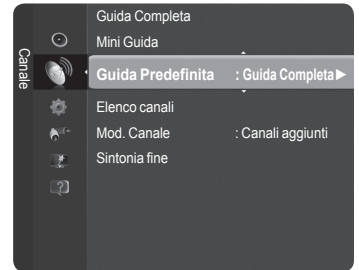 Canale
Guida Completa
Mini Guida
Guida Predefinita : Guida Completa►
Elenco canali
Mod. Canale : Canali aggiunti
Sintonia fine